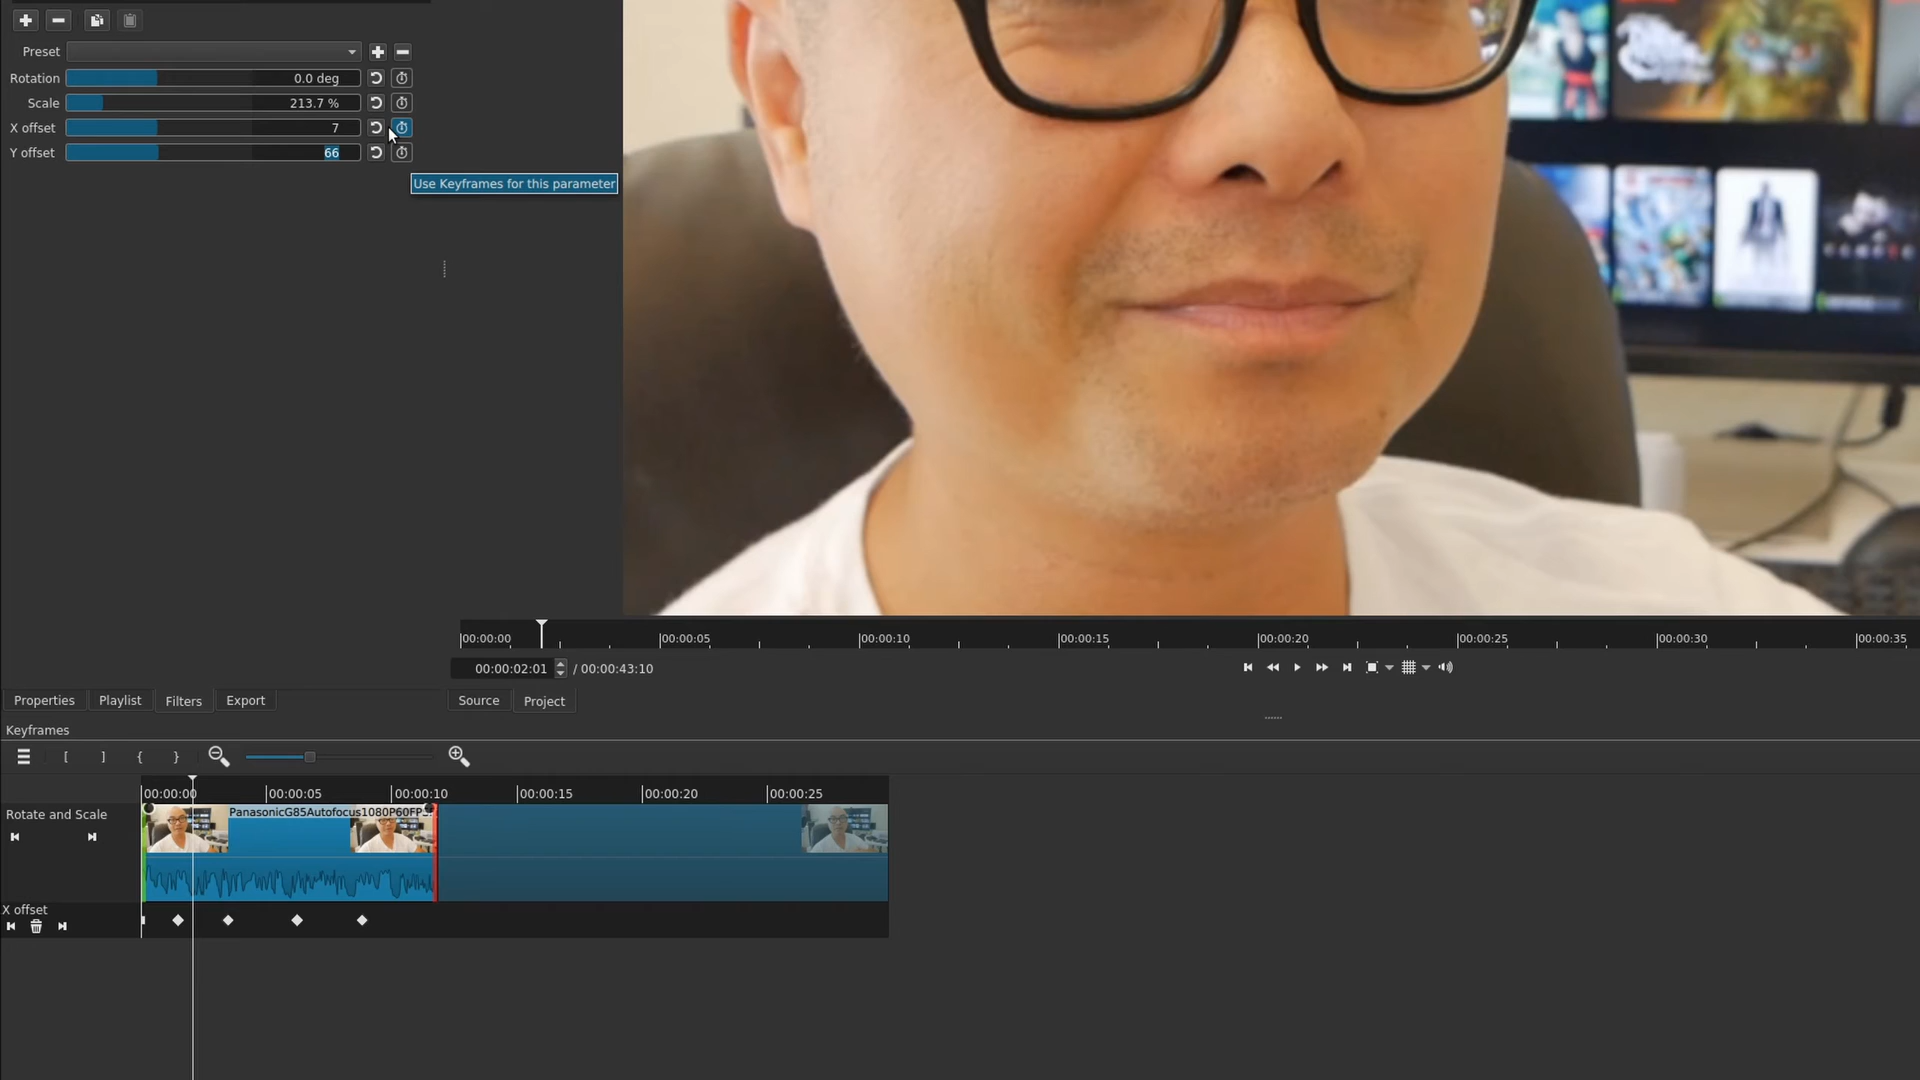 Preset
Rotation 0.0 deg
Scale 213.7 %
X offset 7
Y offset 66
Use Keyframes for this parameter
00:00:00 00:00:05 00:00:10 00:00:15 00:00:20 00:00:25 00:00:30 00:00:35
00:00:02:01 / 00:00:43:10
Properties Playlist Filters Export Source Project
Keyframes
[ ] { }
00:00:00 00:00:05 00:00:10 00:00:15 00:00:20 00:00:25
Rotate and Scale
PanasonicG85Autofocus1080P60FP
X offset